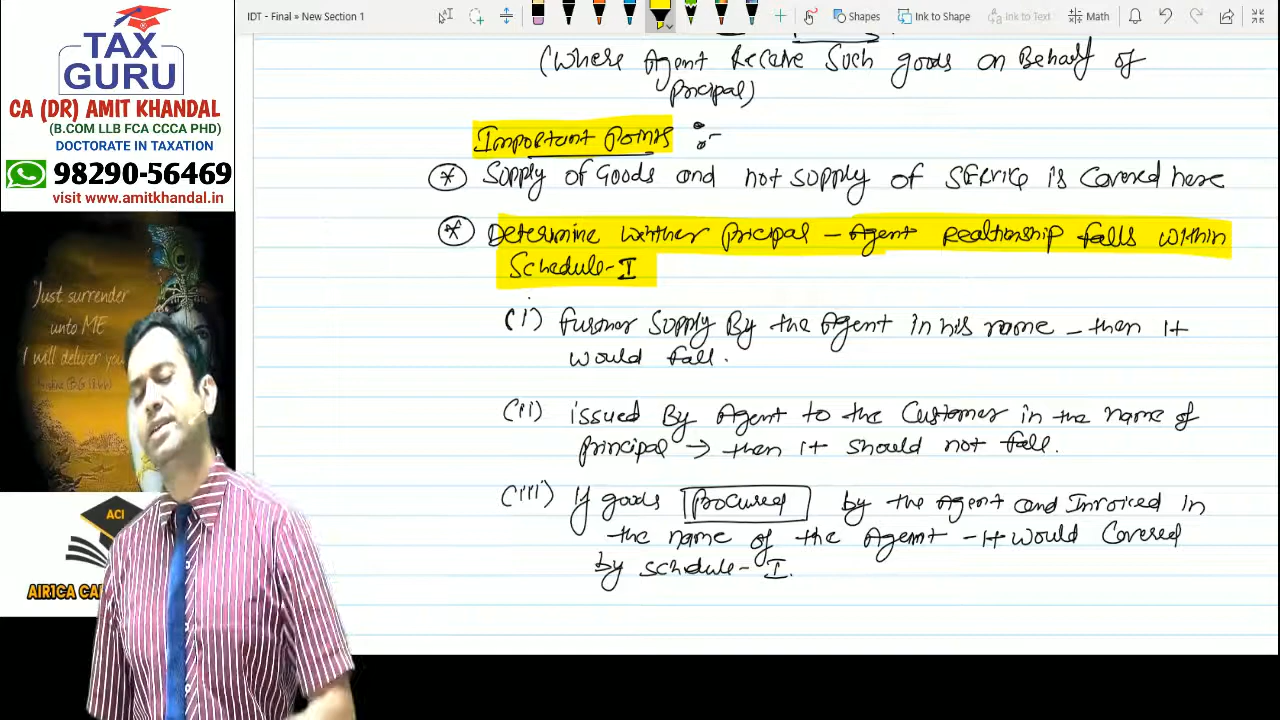 IDT - Final » New Section 1
Shapes
Ink to Shape
Ink to Text
Math
TAX
GURU
CA (DR) AMIT KHANDAL
(B.COM LLB FCA CCCA PHD)
DOCTORATE IN TAXATION
98290-56469
visit www.amitkhandal.in
"Just surrender
unto ME
I will deliver you
ACI
AIR1CA CA
(Where Agent Receive Such goods on Behalf of
principal)
Important Points :-
* Supply of Goods and not supply of service is covered here
* Determine whither principal - Agent Realtionship falls within
Schedule-I
(i) further supply By the Agent in his name - then it
would fall.
(ii) issued By Agent to the Customer in the name of
principal → then it should not fall.
(iii) If goods procured by the Agent and Invoiced in
the name of the Agent - it would Covered
by schedule-I.